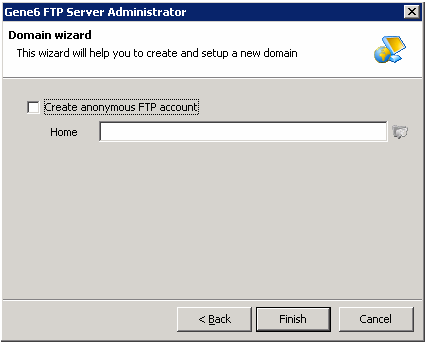 Gene6 FTP Server Administrator
Domain wizard
This wizard will help you to create and setup a new domain
Create anonymous FTP account
Home
< Back
Finish
Cancel